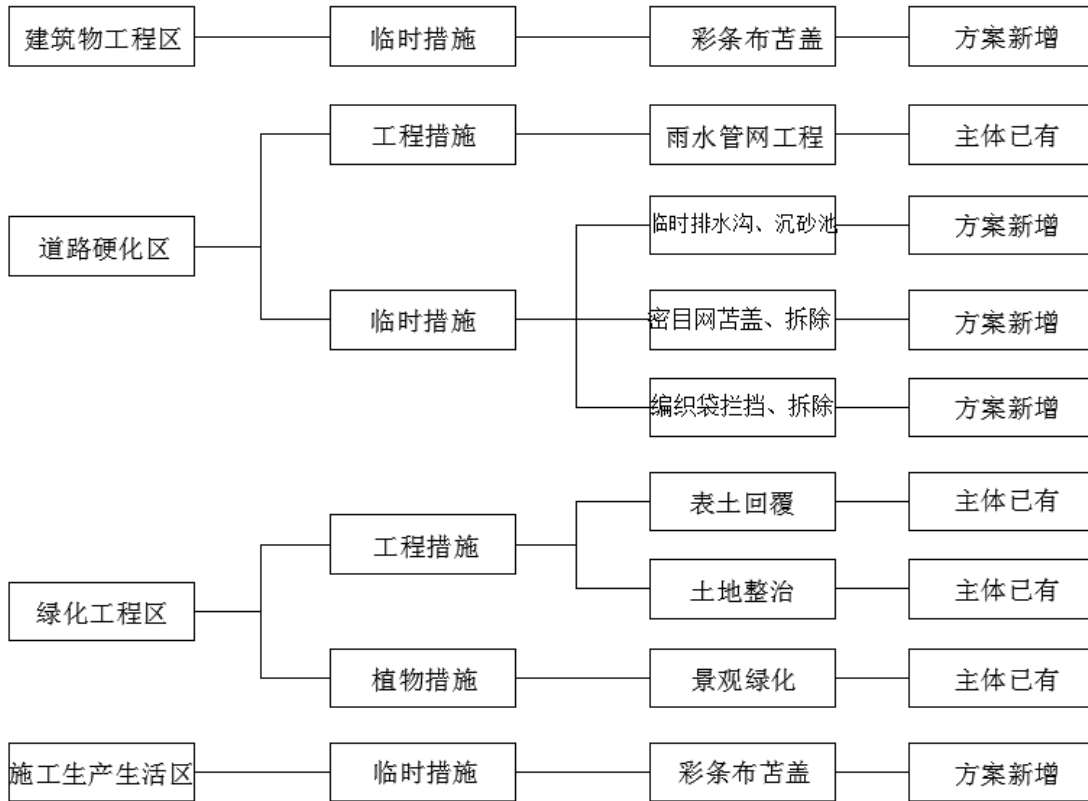 建筑物工程区
临时措施
彩条布苫盖
方案新增
工程措施
雨水管网工程
主体已有
道路硬化区
临时排水沟、沉砂池
方案新增
临时措施
密目网苫盖、拆除
方案新增
编织袋拦挡、拆除
方案新增
表土回覆
主体已有
工程措施
土地整治
主体已有
绿化工程区
植物措施
景观绿化
主体已有
施工生产生活区
临时措施
彩条布苫盖
方案新增